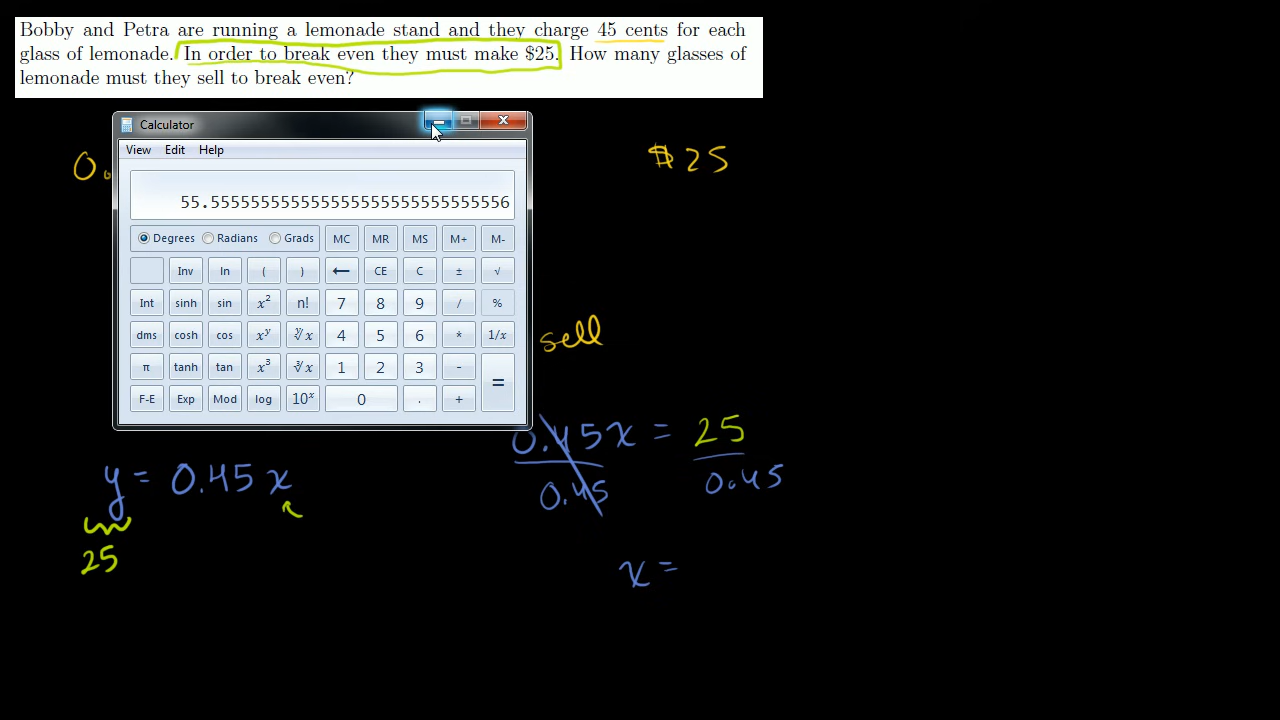 Bobby and Petra are running a lemonade stand and they charge 45 cents for each
glass of lemonade. In order to break even they must make $25. How many glasses of
lemonade must they sell to break even?
Calculator
View Edit Help
0.
$25
55.555555555555555555555555555556
Degrees Radians Grads MC MR MS M+ M-
Inv ln ( ) ← CE C ± √
Int sinh sin x² n! 7 8 9 / %
dms cosh cos xʸ ʸ√x 4 5 6 * 1/x
π tanh tan x³ ³√x 1 2 3 - =
F-E Exp Mod log 10ˣ 0 . +
sell
0.45x = 25
0.45 0.45
y = 0.45x
25
x =